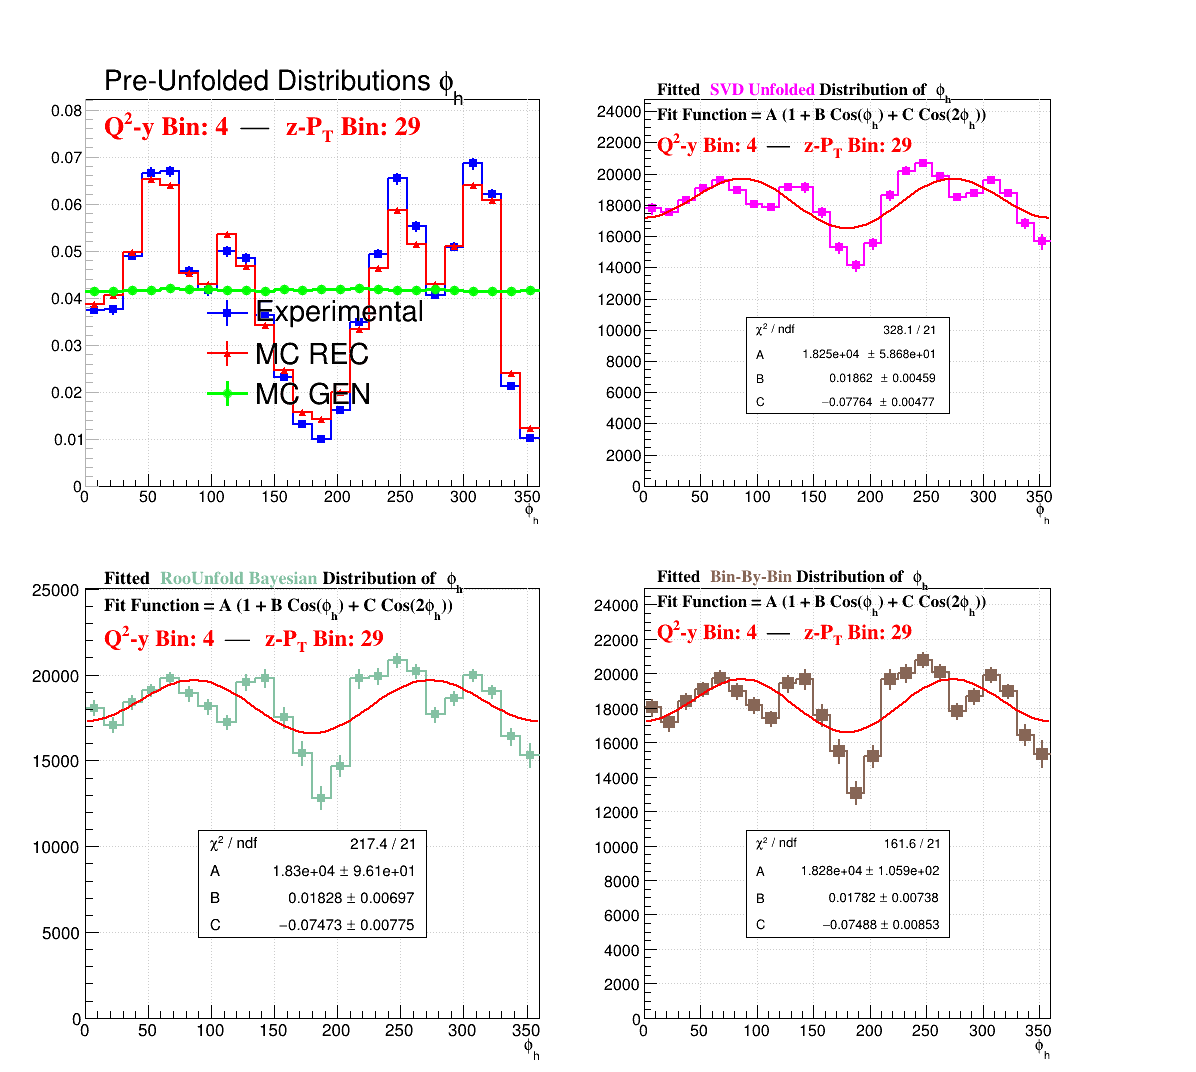 Pre-Unfolded Distributions ϕh
Q²-y Bin: 4 — z-PT Bin: 29
0.08
0.07
0.06
0.05
0.04
0.03
0.02
0.01
0
Experimental
MC REC
MC GEN
0 50 100 150 200 250 300 350
ϕh
Fitted SVD Unfolded Distribution of ϕh
Fit Function = A (1 + B Cos(ϕh) + C Cos(2ϕh))
Q²-y Bin: 4 — z-PT Bin: 29
24000
22000
20000
18000
16000
14000
12000
10000
8000
6000
4000
2000
0
χ² / ndf 328.1 / 21
A 1.825e+04 ± 5.868e+01
B 0.01862 ± 0.00459
C −0.07764 ± 0.00477
0 50 100 150 200 250 300 350
ϕh
Fitted RooUnfold Bayesian Distribution of ϕh
Fit Function = A (1 + B Cos(ϕh) + C Cos(2ϕh))
Q²-y Bin: 4 — z-PT Bin: 29
25000
20000
15000
10000
5000
0
χ² / ndf 217.4 / 21
A 1.83e+04 ± 9.61e+01
B 0.01828 ± 0.00697
C −0.07473 ± 0.00775
0 50 100 150 200 250 300 350
ϕh
Fitted Bin-By-Bin Distribution of ϕh
Fit Function = A (1 + B Cos(ϕh) + C Cos(2ϕh))
Q²-y Bin: 4 — z-PT Bin: 29
24000
22000
20000
18000
16000
14000
12000
10000
8000
6000
4000
2000
0
χ² / ndf 161.6 / 21
A 1.828e+04 ± 1.059e+02
B 0.01782 ± 0.00738
C −0.07488 ± 0.00853
0 50 100 150 200 250 300 350
ϕh